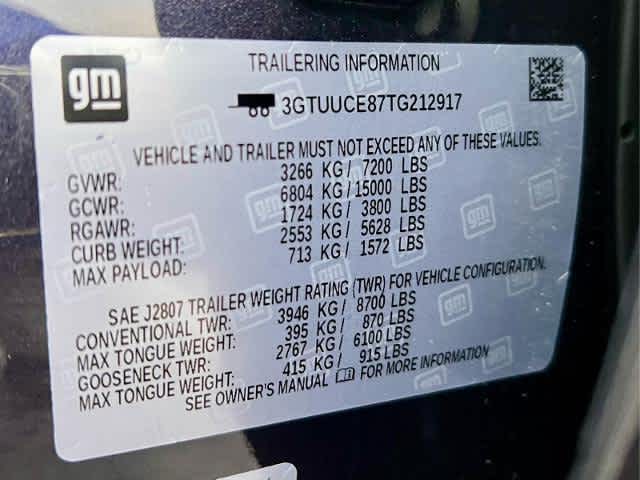 gm
TRAILERING INFORMATION
3GTUUCE87TG212917
VEHICLE AND TRAILER MUST NOT EXCEED ANY OF THESE VALUES.
GVWR: 3266 KG / 7200 LBS
GCWR: 6804 KG / 15000 LBS
RGAWR: 1724 KG / 3800 LBS
CURB WEIGHT: 2553 KG / 5628 LBS
MAX PAYLOAD: 713 KG / 1572 LBS
SAE J2807 TRAILER WEIGHT RATING (TWR) FOR VEHICLE CONFIGURATION.
CONVENTIONAL TWR: 3946 KG / 8700 LBS
MAX TONGUE WEIGHT: 395 KG / 870 LBS
GOOSENECK TWR: 2767 KG / 6100 LBS
MAX TONGUE WEIGHT: 415 KG / 915 LBS
SEE OWNER'S MANUAL FOR MORE INFORMATION